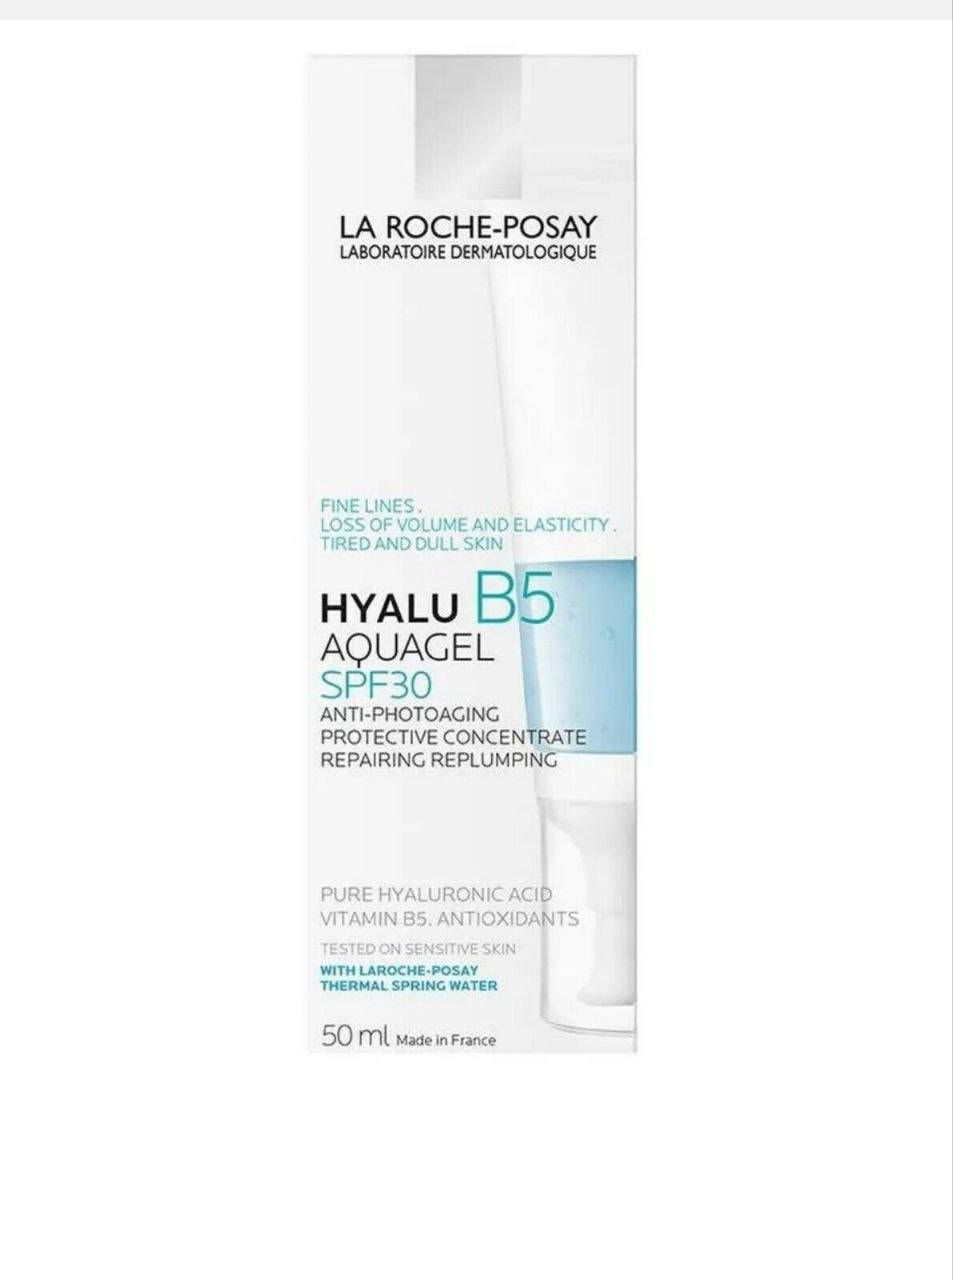 LA ROCHE-POSAY
LABORATOIRE DERMATOLOGIQUE
FINE LINES .
LOSS OF VOLUME AND ELASTICITY .
TIRED AND DULL SKIN
HYALU B5
AQUAGEL
SPF30
ANTI-PHOTOAGING
PROTECTIVE CONCENTRATE
REPAIRING REPLUMPING
PURE HYALURONIC ACID
VITAMIN B5. ANTIOXIDANTS
TESTED ON SENSITIVE SKIN
WITH LAROCHE-POSAY
THERMAL SPRING WATER
50 ml Made in France